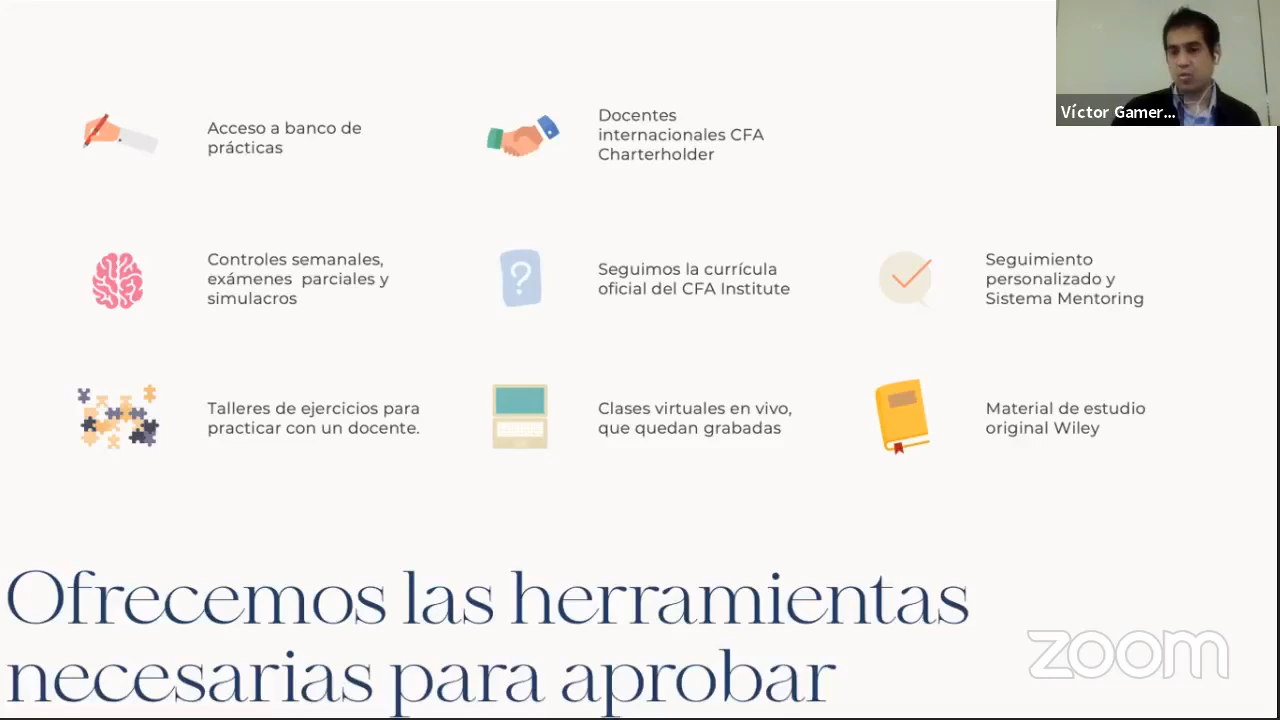 Acceso a banco de
prácticas
Docentes
internacionales CFA
Charterholder
Víctor Gamer...
Controles semanales,
exámenes parciales y
simulacros
Seguimos la currícula
oficial del CFA Institute
Seguimiento
personalizado y
Sistema Mentoring
Talleres de ejercicios para
practicar con un docente.
Clases virtuales en vivo,
que quedan grabadas
Material de estudio
original Wiley
Ofrecemos las herramientas
necesarias para aprobar
zoom